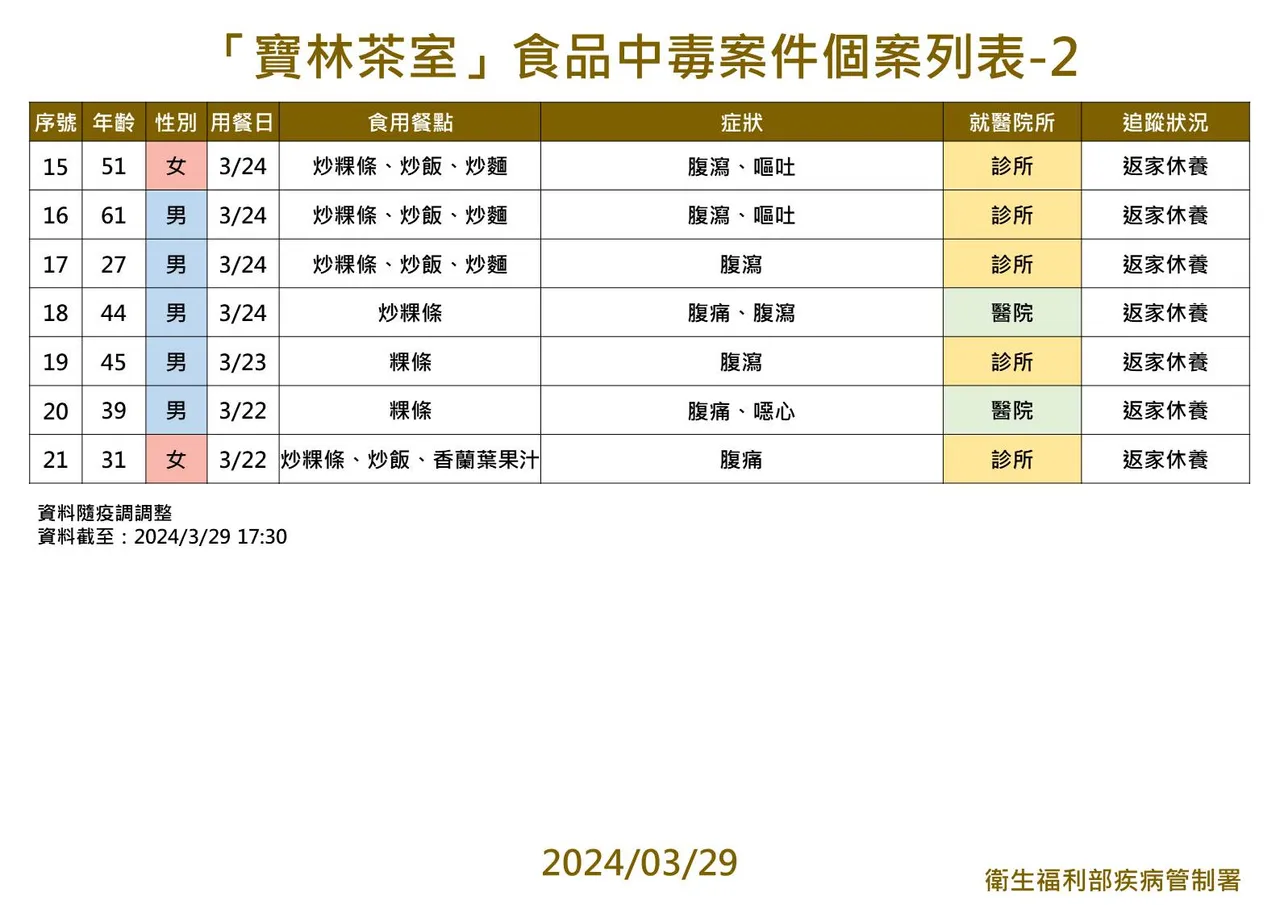 「寶林茶室」食品中毒案件個案列表-2
序號 年齡 性別 用餐日 食用餐點 症狀 就醫院所 追蹤狀況
15 51 女 3/24 炒粿條、炒飯、炒麵 腹瀉、嘔吐 診所 返家休養
16 61 男 3/24 炒粿條、炒飯、炒麵 腹瀉、嘔吐 診所 返家休養
17 27 男 3/24 炒粿條、炒飯、炒麵 腹瀉 診所 返家休養
18 44 男 3/24 炒粿條 腹痛、腹瀉 醫院 返家休養
19 45 男 3/23 粿條 腹瀉 診所 返家休養
20 39 男 3/22 粿條 腹痛、噁心 醫院 返家休養
21 31 女 3/22 炒粿條、炒飯、香蘭葉果汁 腹痛 診所 返家休養
資料隨疫調調整
資料截至：2024/3/29 17:30
2024/03/29
衛生福利部疾病管制署